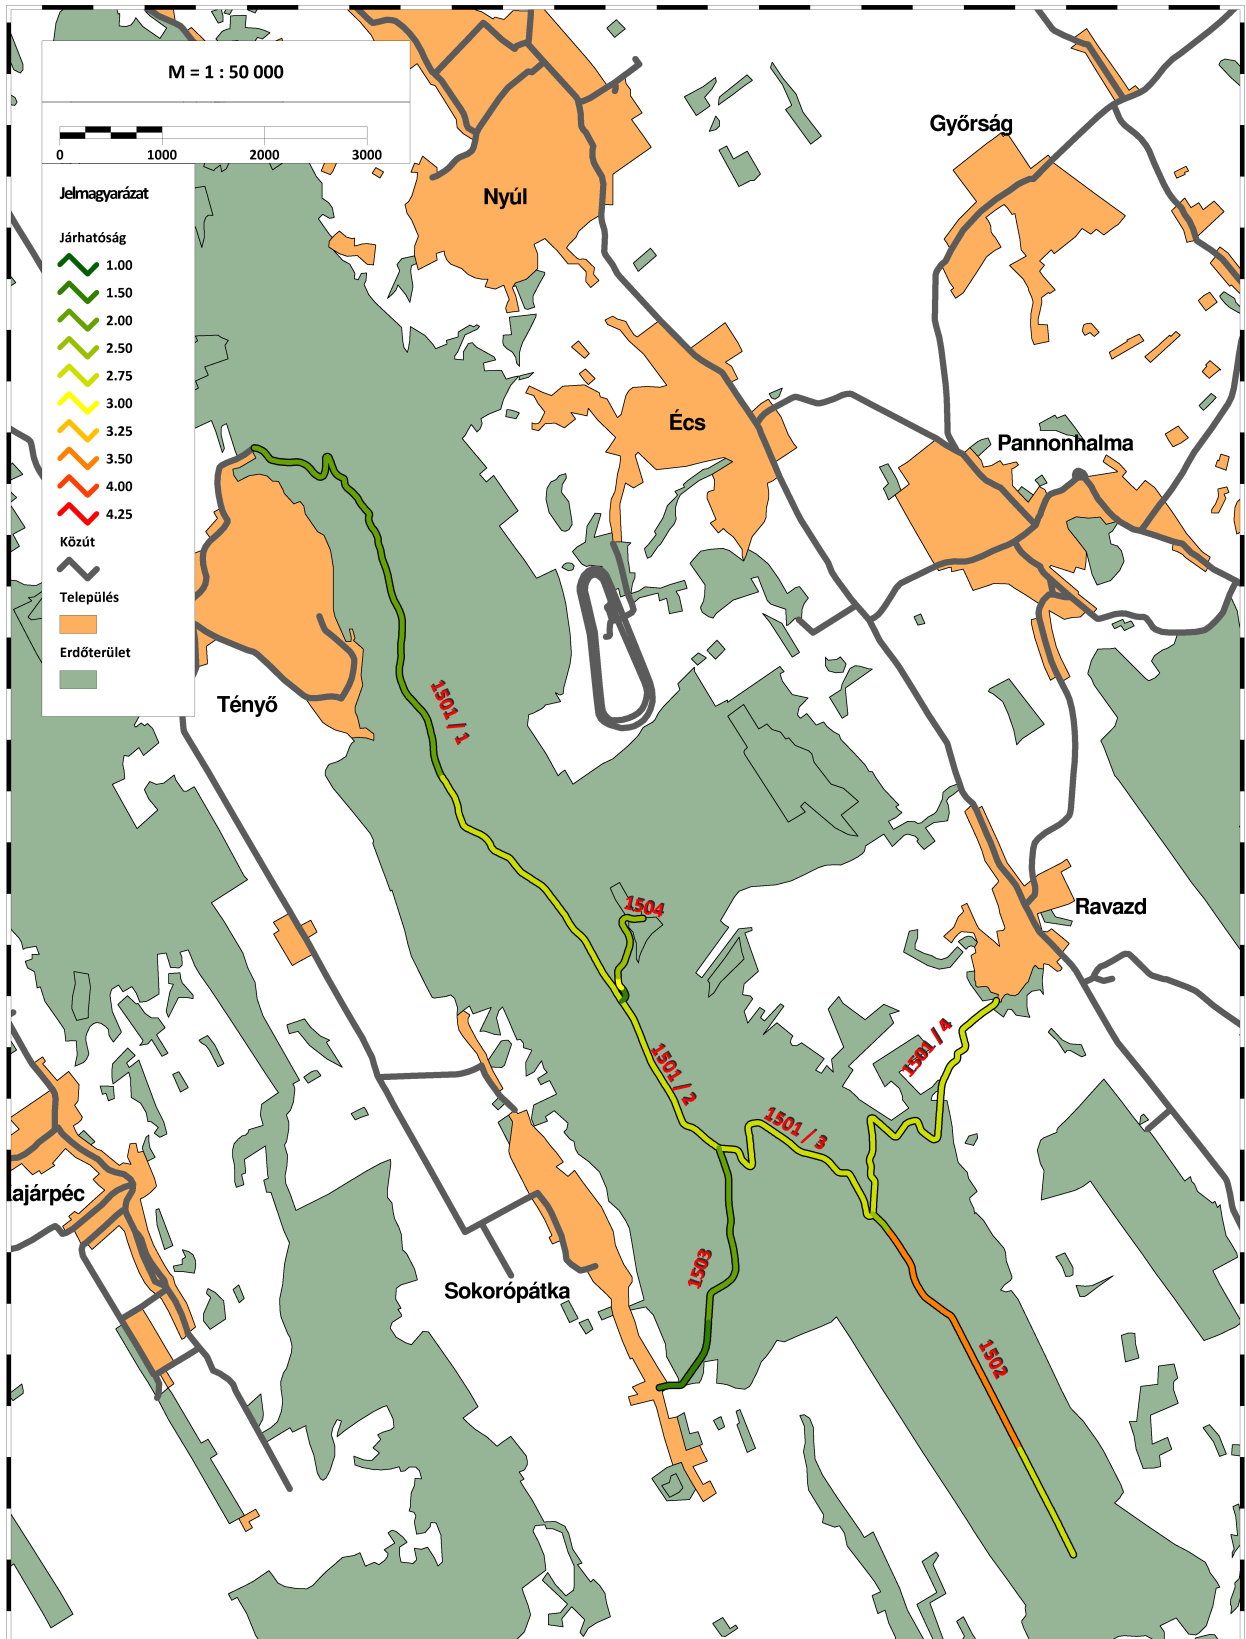 M = 1 : 50 000
0 1000 2000 3000
Jelmagyarázat
Járhatóság
1.00
1.50
2.00
2.50
2.75
3.00
3.25
3.50
4.00
4.25
Közút
Település
Erdőterület
Győrság
Nyúl
Écs
Pannonhalma
Tényő
1501 / 1
1504
Ravazd
1501 / 4
1501 / 2
1501 / 3
ajárpéc
1503
Sokorópátka
1502